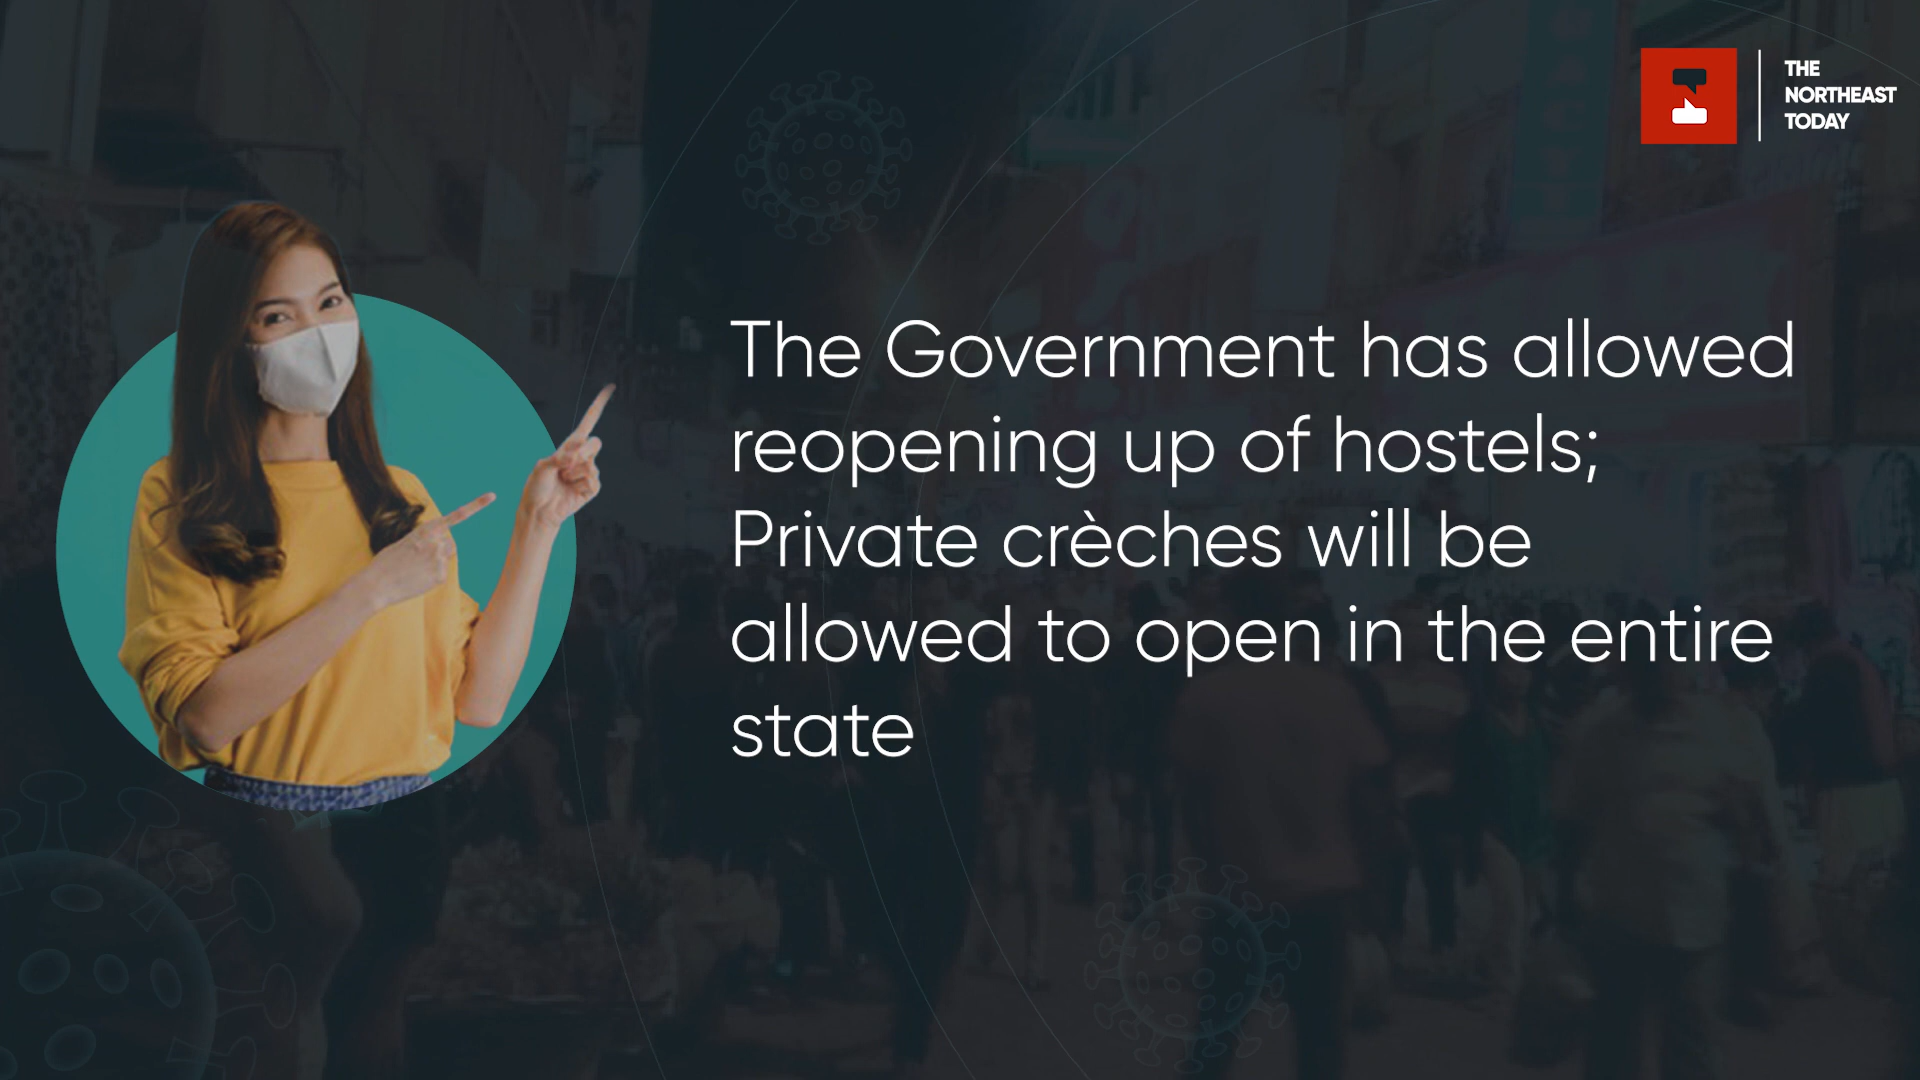 THE
NORTHEAST
TODAY
The Government has allowed
reopening up of hostels;
Private crèches will be
allowed to open in the entire
state